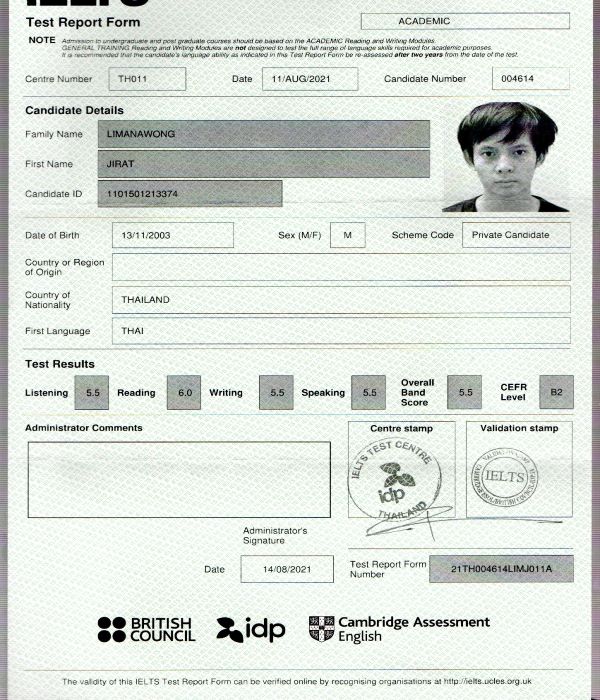 IELTS
Test Report Form
ACADEMIC
NOTE Admission to undergraduate and post graduate courses should be based on the ACADEMIC Reading and Writing Modules.
GENERAL TRAINING Reading and Writing Modules are not designed to test the full range of language skills required for academic purposes.
It is recommended that the candidate's language ability as indicated in this Test Report Form be re-assessed after two years from the date of the test.
Centre Number TH011 Date 11/AUG/2021 Candidate Number 004614
Candidate Details
Family Name LIMANAWONG
First Name JIRAT
Candidate ID 1101501213374
Date of Birth 13/11/2003 Sex (M/F) M Scheme Code Private Candidate
Country or Region
of Origin
Country of
Nationality
THAILAND
First Language THAI
Test Results
Listening 5.5 Reading 6.0 Writing 5.5 Speaking 5.5 Overall Band Score 5.5 CEFR Level B2
Administrator Comments
Centre stamp
Validation stamp
IELTS TEST CENTRE
idp
THAILAND
IELTS
Administrator's
Signature
Date 14/08/2021
Test Report Form
Number
21TH004614LIMJ011A
BRITISH
COUNCIL
idp
Cambridge Assessment
English
The validity of this IELTS Test Report Form can be verified online by recognising organisations at http://ielts.ucles.org.uk